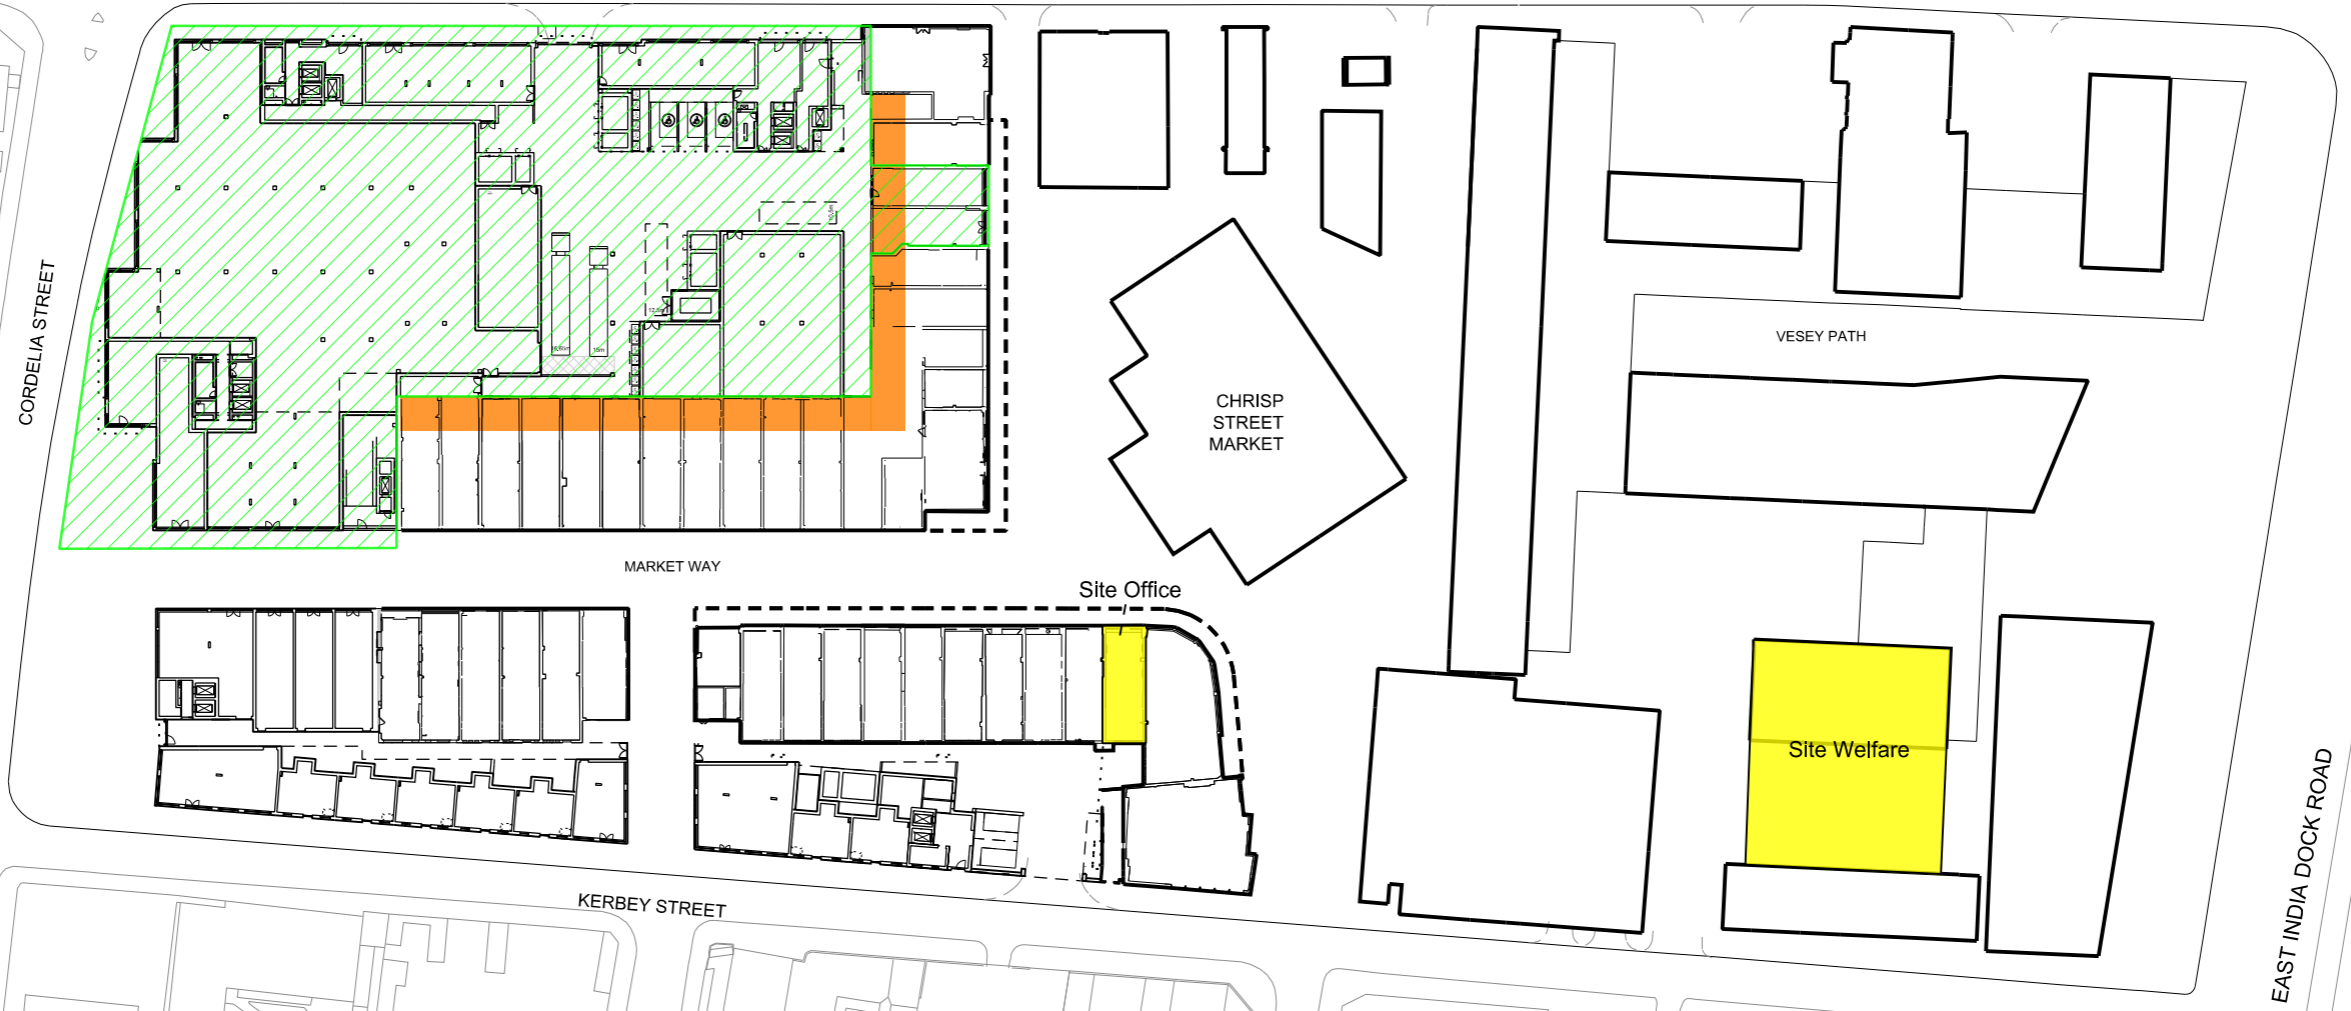 CORDELIA STREET
VESEY PATH
CHRISP
STREET
MARKET
MARKET WAY
Site Office
Site Welfare
KERBEY STREET
EAST INDIA DOCK ROAD